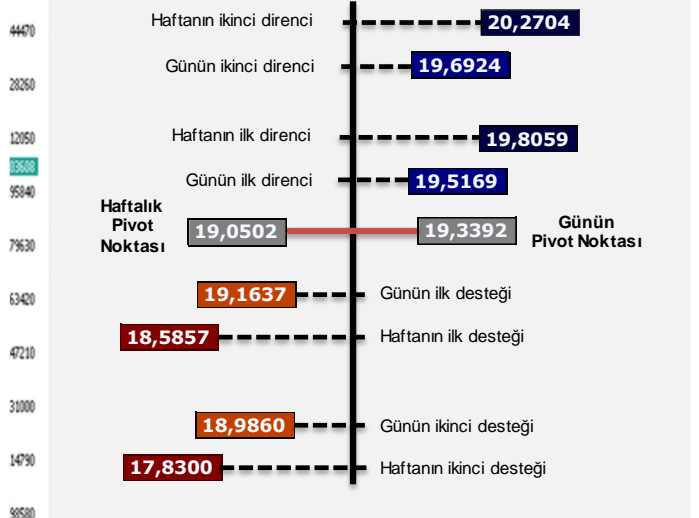 44470
Haftanın ikinci direnci
20,2704
Günün ikinci direnci
19,6924
28260
12050
Haftanın ilk direnci
19,8059
03608
95840
Günün ilk direnci
19,5169
Haftalık
Pivot
Noktası
19,0502
19,3392
Günün
Pivot Noktası
79630
63420
19,1637
Günün ilk desteği
18,5857
Haftanın ilk desteği
47210
31000
18,9860
Günün ikinci desteği
14790
17,8300
Haftanın ikinci desteği
98580